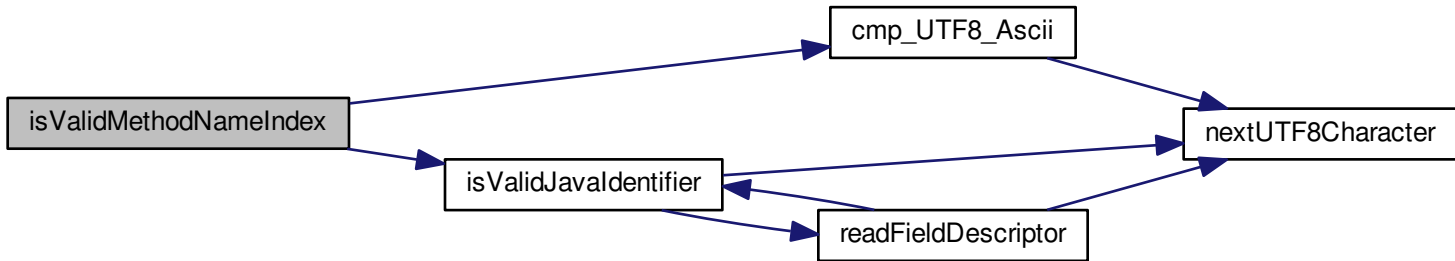 cmp_UTF8_Ascii
isValidMethodNameIndex
nextUTF8Character
isValidJavaIdentifier
readFieldDescriptor